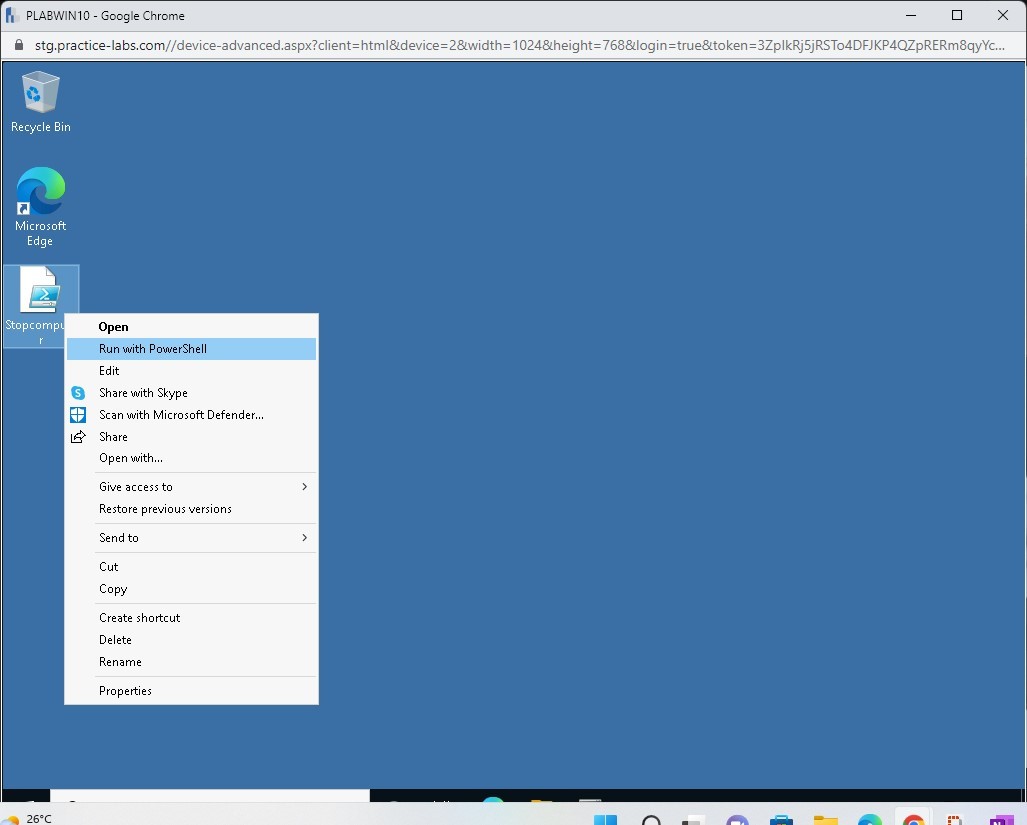 PLABWIN10 - Google Chrome
stg.practice-labs.com//device-advanced.aspx?client=html&device=2&width=1024&height=768&login=true&token=3ZpIkRj5jRSTo4DFJKP4QZpRERm8qyYc...
Recycle Bin
Microsoft
Edge
Stopcompu
r
Open
Run with PowerShell
Edit
Share with Skype
Scan with Microsoft Defender...
Share
Open with...
Give access to
Restore previous versions
Send to
Cut
Copy
Create shortcut
Delete
Rename
Properties
26°C